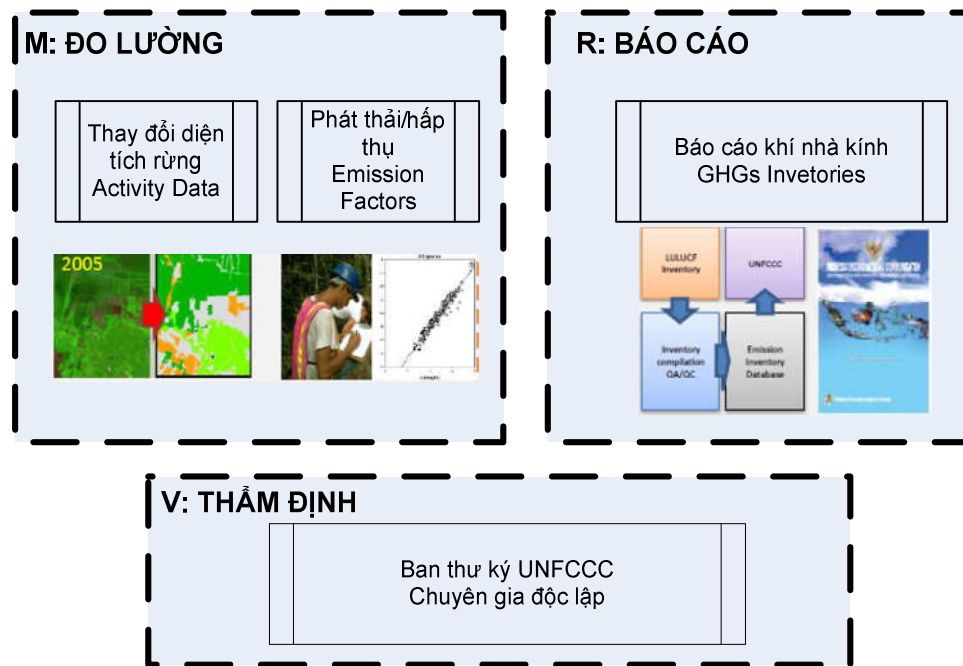 M: ĐO LƯỜNG
Thay đổi diện
tích rừng
Activity Data
Phát thải/hấp
thụ
Emission
Factors
2005
R: BÁO CÁO
Báo cáo khí nhà kính
GHGs Invetories
LULUCF
Inventory
UNFCCC
Inventory
compilation
QA/QC
Emission
Inventory
Database
V: THẨM ĐỊNH
Ban thư ký UNFCCC
Chuyên gia độc lập